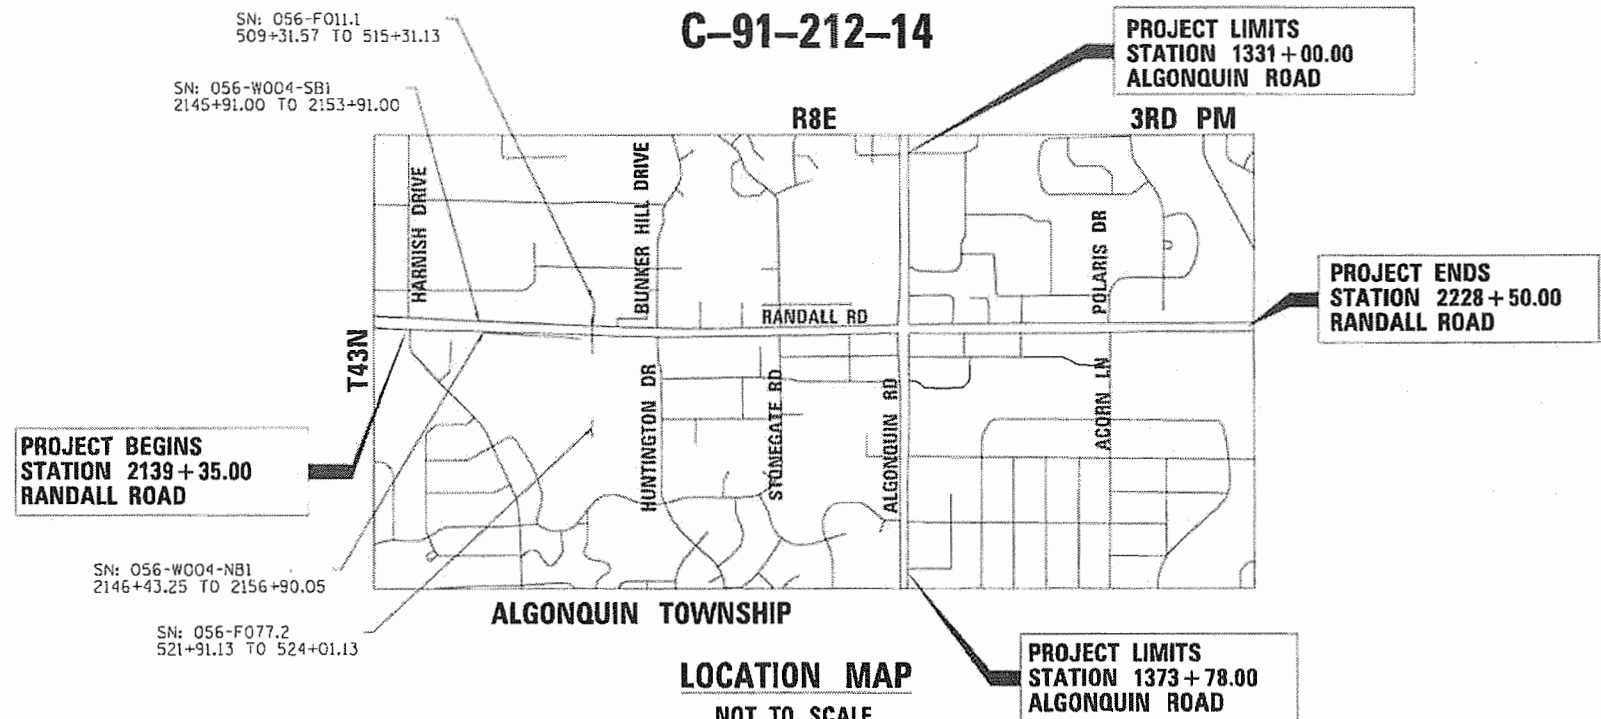 SN: 056-F011.1
509+31.57 TO 515+31.13
C-91-212-14
PROJECT LIMITS
STATION 1331+00.00
ALGONQUIN ROAD
SN: 056-W004-SB1
2145+91.00 TO 2153+91.00
R8E
3RD PM
HARNISH DRIVE
BUNKER HILL DRIVE
POLARIS DR
RANDALL RD
PROJECT ENDS
STATION 2228+50.00
RANDALL ROAD
T43N
HUNTINGTON DR
STONEGATE RD
ALGONQUIN RD
ACORN LN
PROJECT BEGINS
STATION 2139+35.00
RANDALL ROAD
SN: 056-W004-NB1
2146+43.25 TO 2156+90.05
SN: 056-F077.2
521+91.13 TO 524+01.13
ALGONQUIN TOWNSHIP
PROJECT LIMITS
STATION 1373+78.00
ALGONQUIN ROAD
LOCATION MAP
NOT TO SCALE